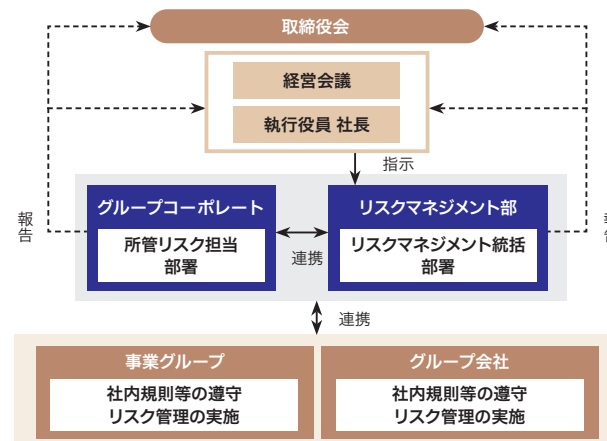 取締役会
経営会議
執行役員 社長
指示
報告
グループコーポレート
所管リスク担当
部署
連携
リスクマネジメント部
リスクマネジメント統括
部署
連携
事業グループ
社内規則等の遵守
リスク管理の実施
グループ会社
社内規則等の遵守
リスク管理の実施